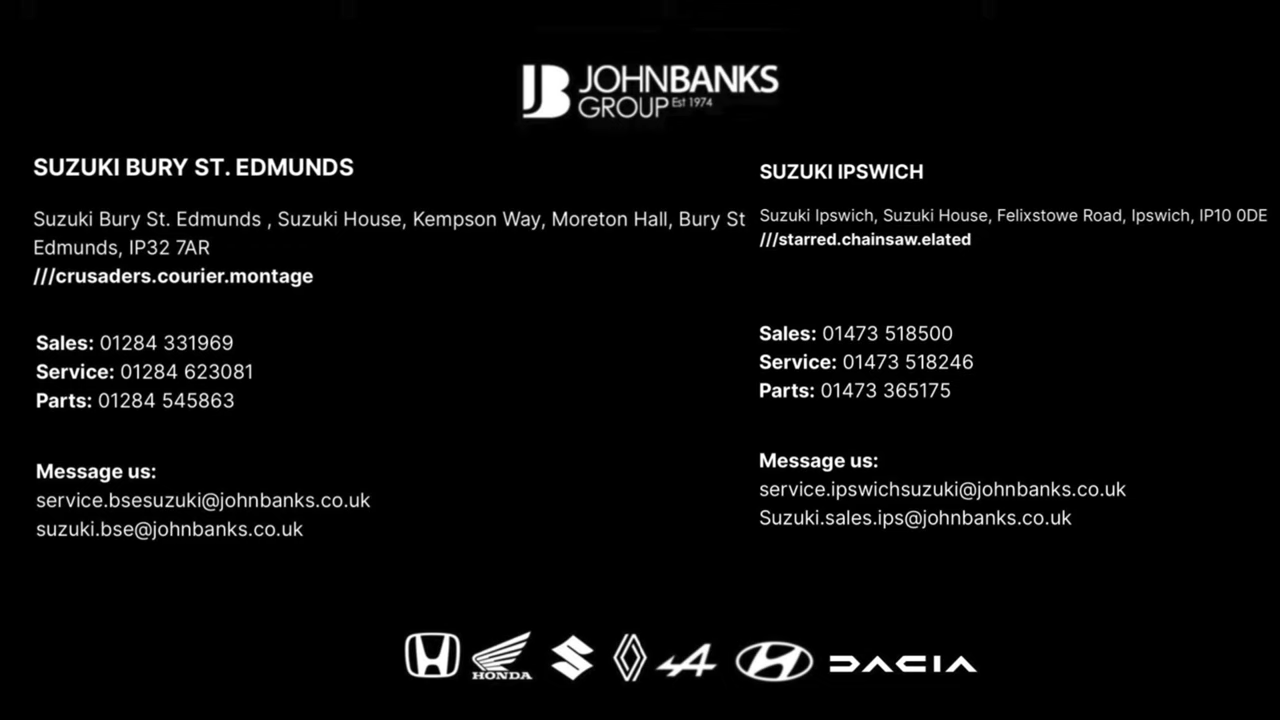 JB JOHNBANKS
GROUP Est 1974
SUZUKI BURY ST. EDMUNDS
Suzuki Bury St. Edmunds , Suzuki House, Kempson Way, Moreton Hall, Bury St
Edmunds, IP32 7AR
///crusaders.courier.montage
Sales: 01284 331969
Service: 01284 623081
Parts: 01284 545863
Message us:
service.bsesuzuki@johnbanks.co.uk
suzuki.bse@johnbanks.co.uk
SUZUKI IPSWICH
Suzuki Ipswich, Suzuki House, Felixstowe Road, Ipswich, IP10 0DE
///starred.chainsaw.elated
Sales: 01473 518500
Service: 01473 518246
Parts: 01473 365175
Message us:
service.ipswichsuzuki@johnbanks.co.uk
Suzuki.sales.ips@johnbanks.co.uk
HONDA DACIA